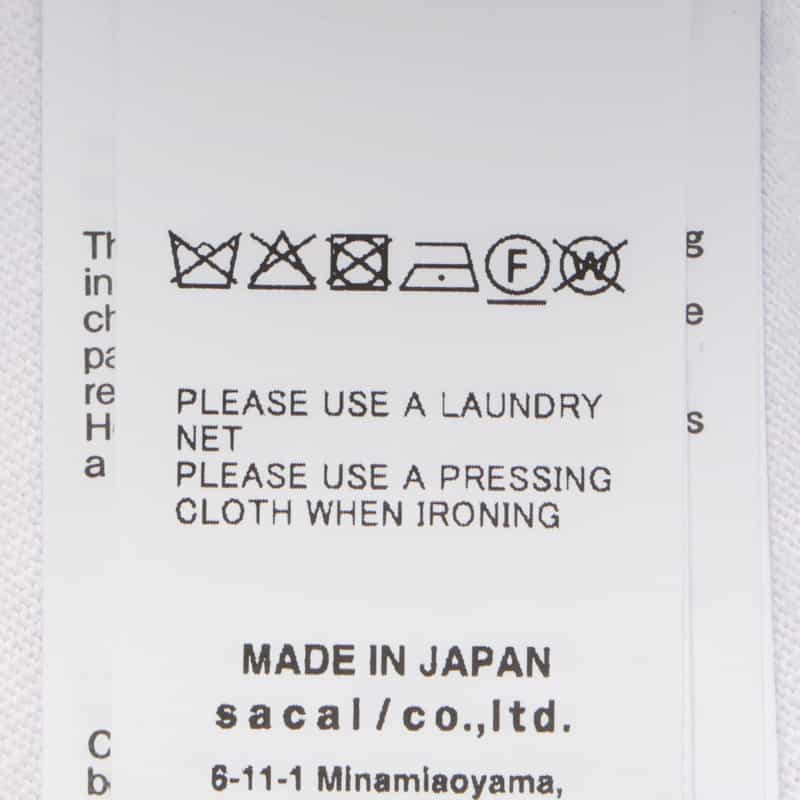 F W
PLEASE USE A LAUNDRY
NET
PLEASE USE A PRESSING
CLOTH WHEN IRONING
MADE IN JAPAN
sacai/co.,ltd.
6-11-1 Minamiaoyama,